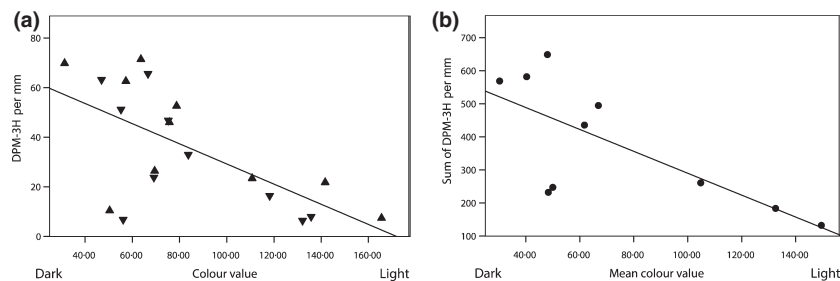 (a)
80
60
40
20
0
DPM-3H per mm
40·00 60·00 80·00 100·00 120·00 140·00 160·00
Dark Colour value Light
(b)
700
600
500
400
300
200
100
Sum of DPM-3H per mm
40·00 60·00 80·00 100·00 120·00 140·00
Dark Mean colour value Light